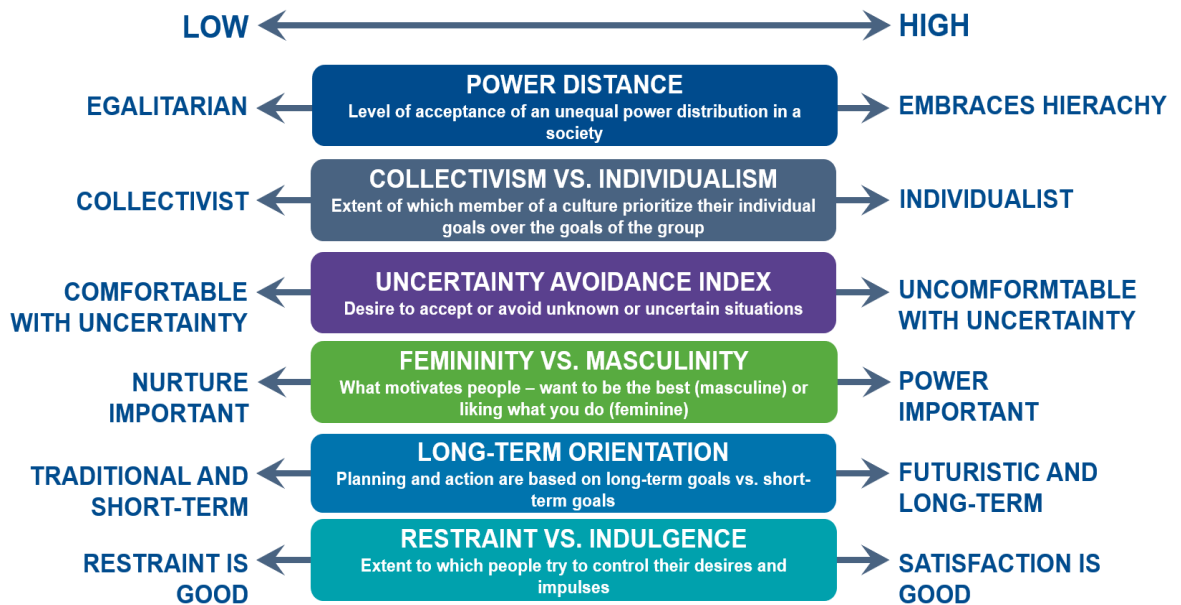 LOW
HIGH
POWER DISTANCE
Level of acceptance of an unequal power distribution in a
society
EGALITARIAN
EMBRACES HIERACHY
COLLECTIVISM VS. INDIVIDUALISM
Extent of which member of a culture prioritize their individual
goals over the goals of the group
COLLECTIVIST
INDIVIDUALIST
UNCERTAINTY AVOIDANCE INDEX
Desire to accept or avoid unknown or uncertain situations
COMFORTABLE
WITH UNCERTAINTY
UNCOMFORMTABLE
WITH UNCERTAINTY
FEMININITY VS. MASCULINITY
What motivates people – want to be the best (masculine) or
liking what you do (feminine)
NURTURE
IMPORTANT
POWER
IMPORTANT
LONG-TERM ORIENTATION
Planning and action are based on long-term goals vs. short-
term goals
TRADITIONAL AND
SHORT-TERM
FUTURISTIC AND
LONG-TERM
RESTRAINT VS. INDULGENCE
Extent to which people try to control their desires and
impulses
RESTRAINT IS
GOOD
SATISFACTION IS
GOOD